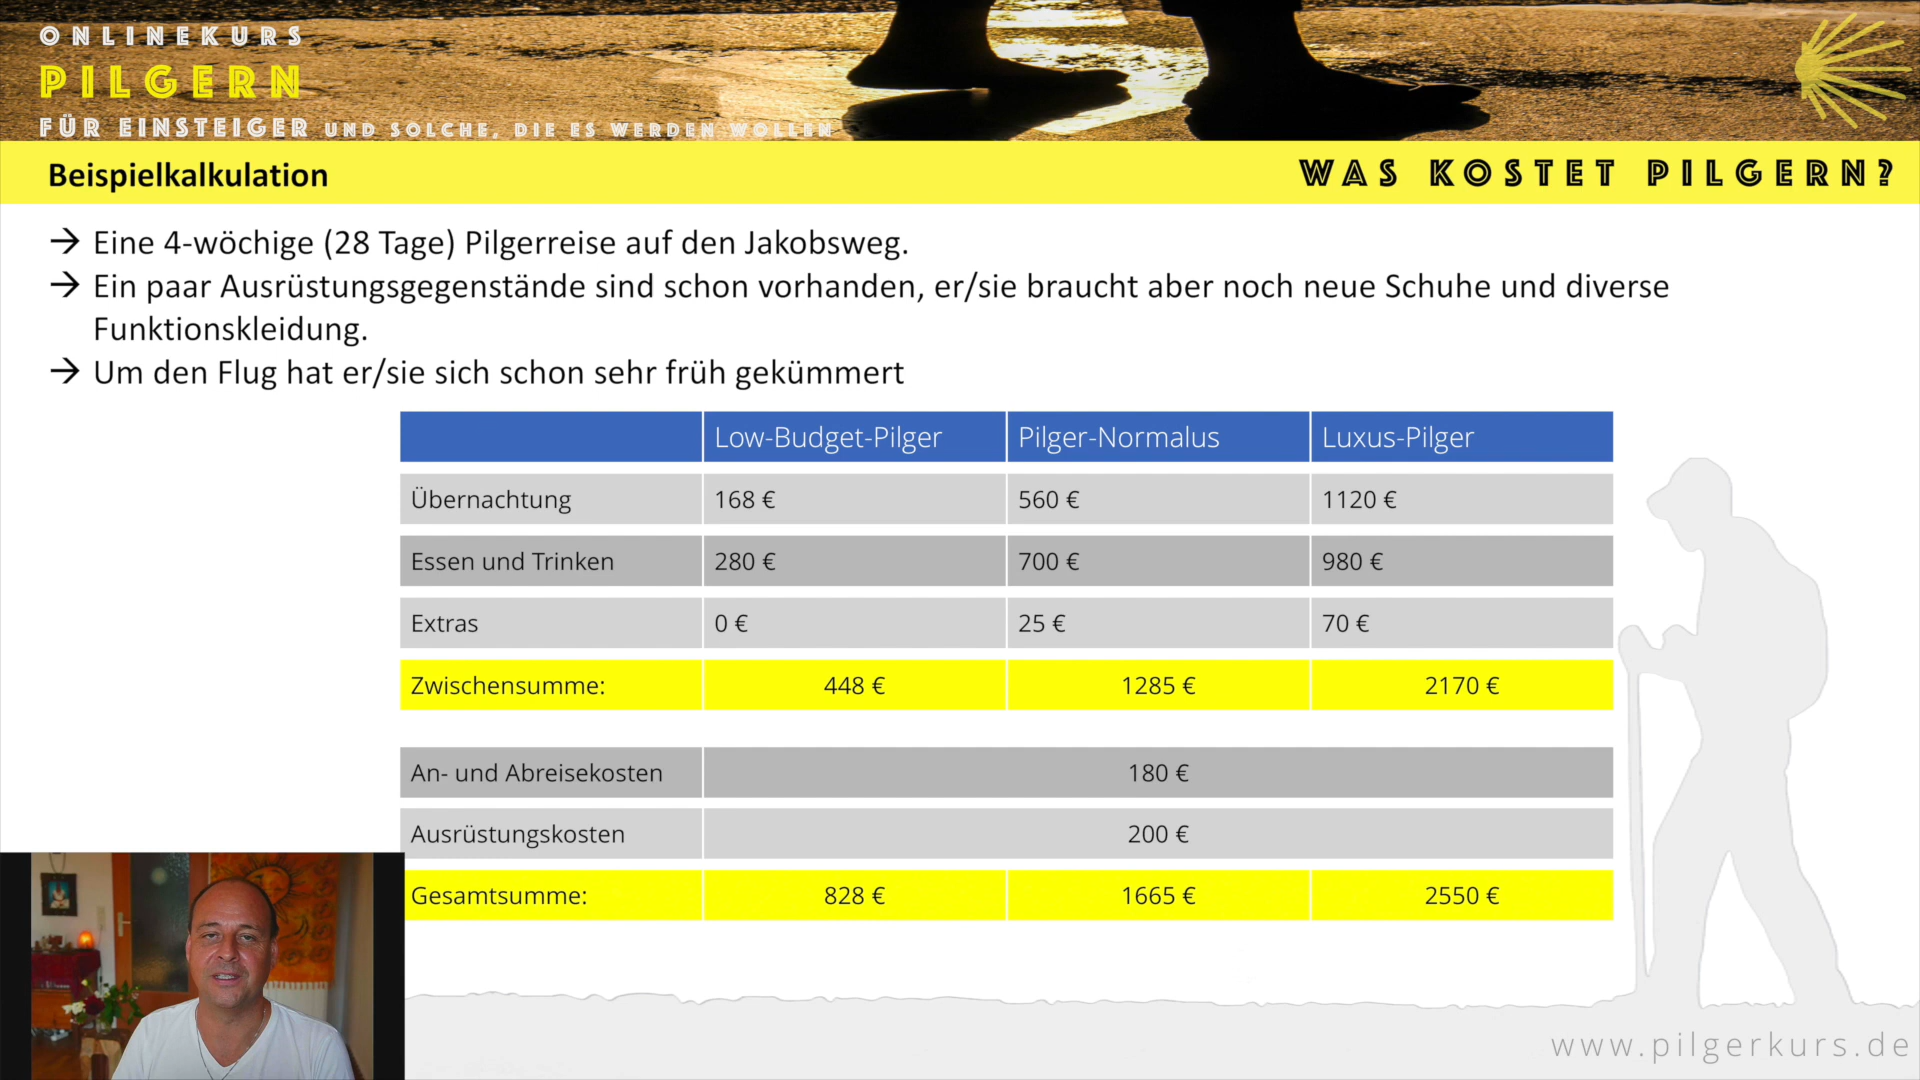 ONLINEKURS
PILGERN
FÜR EINSTEIGER UND SOLCHE, DIE ES WERDEN WOLLEN
Beispielkalkulation
WAS KOSTET PILGERN?
→ Eine 4-wöchige (28 Tage) Pilgerreise auf den Jakobsweg.
→ Ein paar Ausrüstungsgegenstände sind schon vorhanden, er/sie braucht aber noch neue Schuhe und diverse
Funktionskleidung.
→ Um den Flug hat er/sie sich schon sehr früh gekümmert
Low-Budget-Pilger Pilger-Normalus Luxus-Pilger
Übernachtung 168 € 560 € 1120 €
Essen und Trinken 280 € 700 € 980 €
Extras 0 € 25 € 70 €
Zwischensumme: 448 € 1285 € 2170 €
An- und Abreisekosten 180 €
Ausrüstungskosten 200 €
Gesamtsumme: 828 € 1665 € 2550 €
www.pilgerkurs.de